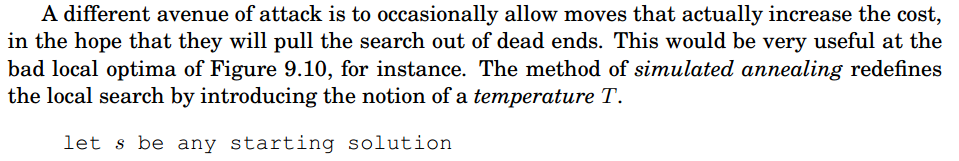 A different avenue of attack is to occasionally allow moves that actually increase the cost,
in the hope that they will pull the search out of dead ends. This would be very useful at the
bad local optima of Figure 9.10, for instance. The method of simulated annealing redefines
the local search by introducing the notion of a temperature T.
let s be any starting solution